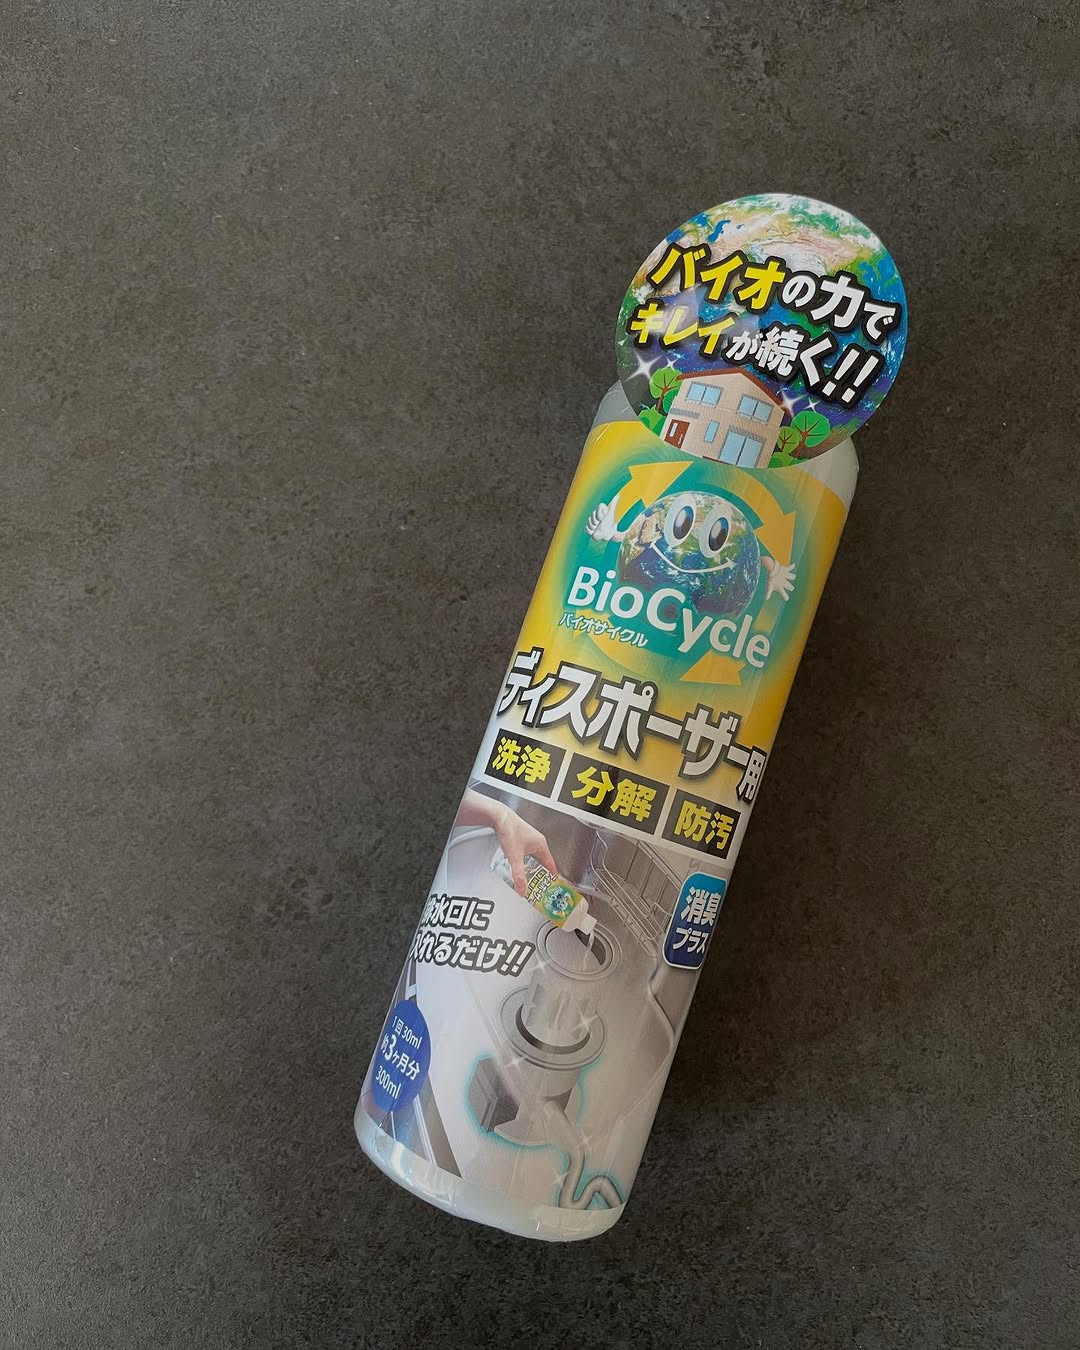 バイオの力で
キレイが続く!!
BioCycle
バイオサイクル
ディスポーザー用
洗浄 分解 防汚
消臭
プラス
排水口に
入れるだけ!!
1回30ml
約3ヶ月分
300ml
BioCycle